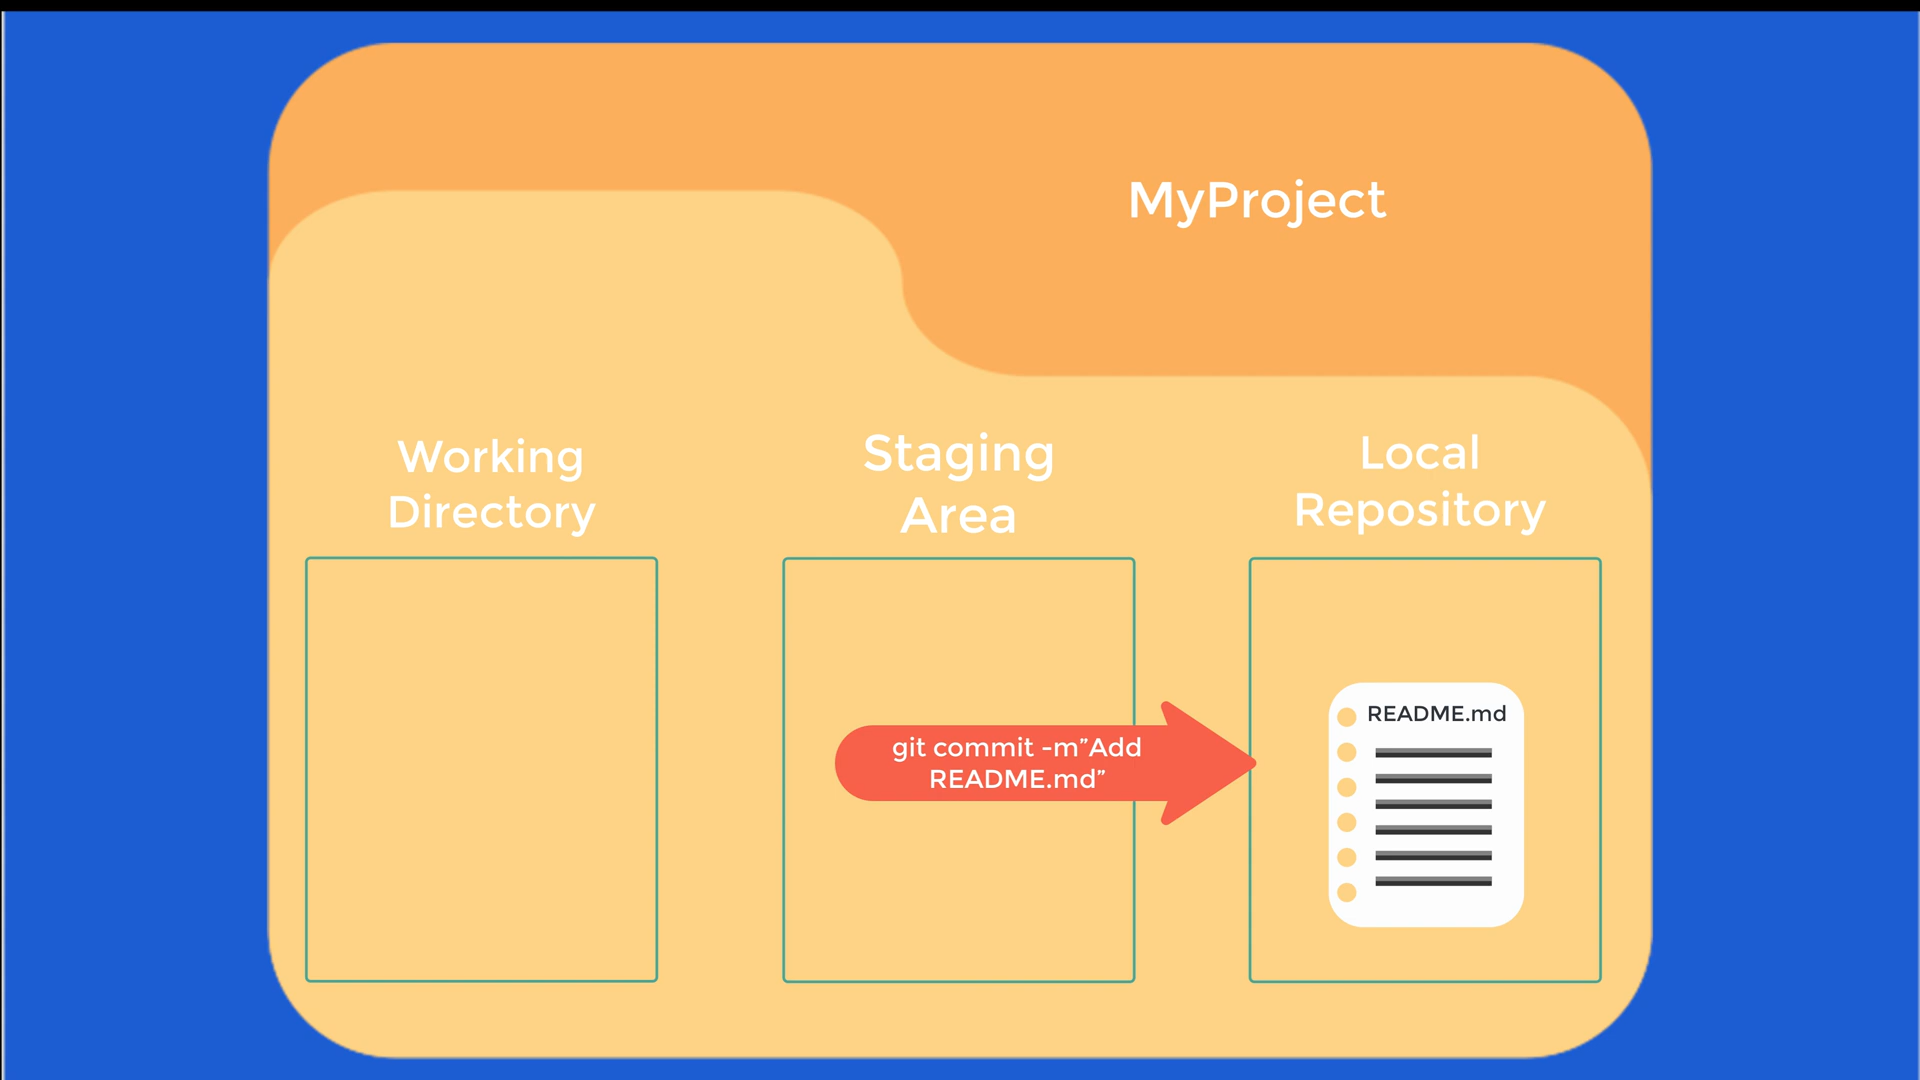 MyProject
Working
Directory
Staging
Area
Local
Repository
git commit -m”Add
README.md”
README.md